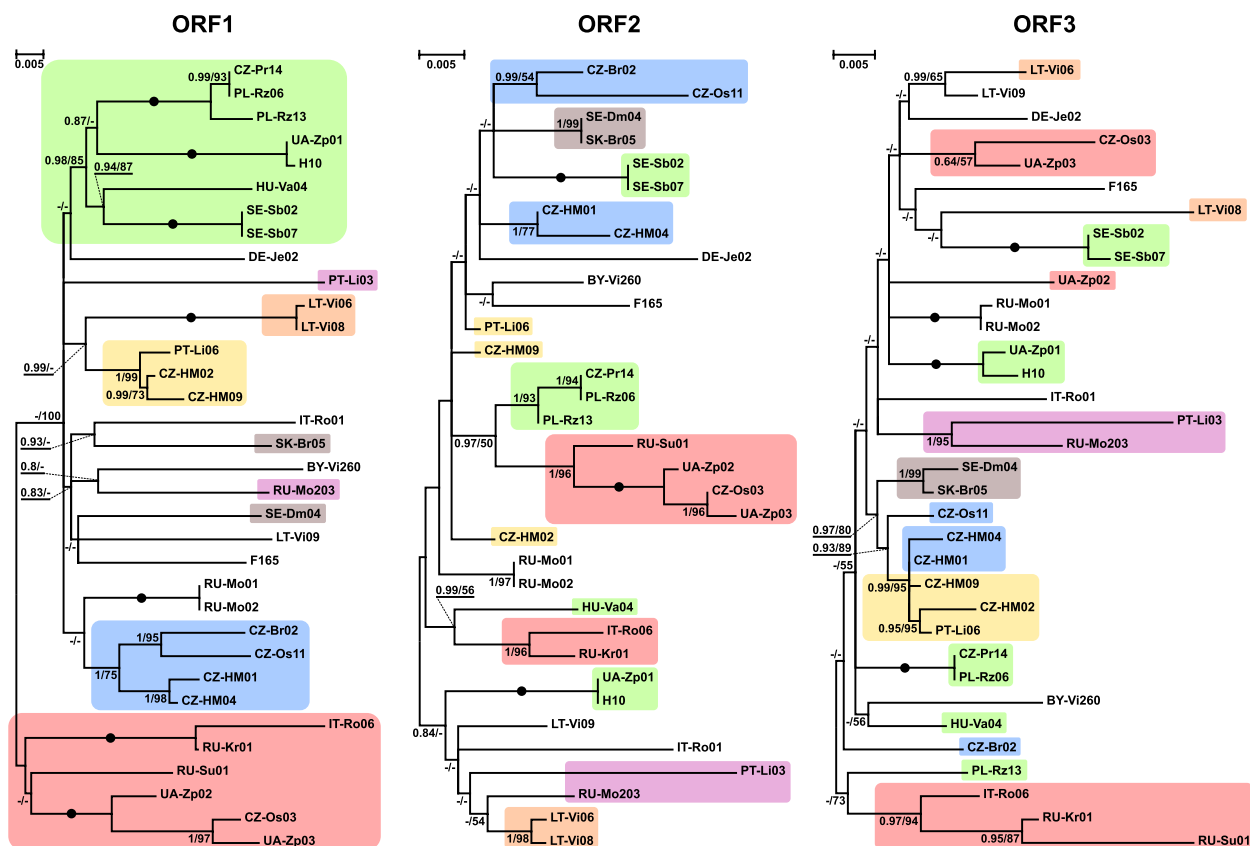 ORF1
0.005
0.99/93
CZ-Pr14
PL-Rz06
PL-Rz13
0.87/-
UA-Zp01
H10
0.98/85
0.94/87
HU-Va04
SE-Sb02
SE-Sb07
-/-
DE-Je02
PT-Li03
LT-Vi06
LT-Vi08
0.99/-
PT-Li06
1/99
CZ-HM02
0.99/73
CZ-HM09
-/100
IT-Ro01
0.93/-
SK-Br05
0.8/-
BY-Vi260
0.83/-
RU-Mo203
SE-Dm04
LT-Vi09
-/-
F165
RU-Mo01
RU-Mo02
-/-
CZ-Br02
1/95
CZ-Os11
1/75
CZ-HM01
1/98
CZ-HM04
IT-Ro06
RU-Kr01
RU-Su01
-/-
UA-Zp02
CZ-Os03
1/97
UA-Zp03
ORF2
0.005
CZ-Br02
0.99/54
CZ-Os11
-/-
SE-Dm04
1/99
SK-Br05
SE-Sb02
SE-Sb07
-/-
CZ-HM01
1/77
CZ-HM04
-/-
DE-Je02
BY-Vi260
-/-
F165
PT-Li06
CZ-HM09
CZ-Pr14
1/94
PL-Rz06
1/93
PL-Rz13
0.97/50
RU-Su01
1/96
UA-Zp02
CZ-Os03
1/96
UA-Zp03
CZ-HM02
RU-Mo01
1/97
RU-Mo02
0.99/56
HU-Va04
IT-Ro06
1/96
RU-Kr01
UA-Zp01
H10
0.84/-
LT-Vi09
IT-Ro01
-/-
PT-Li03
RU-Mo203
-/54
LT-Vi06
1/98
LT-Vi08
ORF3
0.005
0.99/65
LT-Vi06
LT-Vi09
-/-
DE-Je02
CZ-Os03
-/-
0.64/57
UA-Zp03
F165
-/-
LT-Vi08
-/-
SE-Sb02
SE-Sb07
-/-
UA-Zp02
RU-Mo01
RU-Mo02
-/-
UA-Zp01
H10
IT-Ro01
-/-
PT-Li03
1/95
RU-Mo203
SE-Dm04
1/99
SK-Br05
CZ-Os11
0.97/80
CZ-HM04
0.93/89
CZ-HM01
-/55
0.99/95
CZ-HM09
CZ-HM02
0.95/95
PT-Li06
-/-
CZ-Pr14
PL-Rz06
BY-Vi260
-/56
HU-Va04
CZ-Br02
PL-Rz13
-/73
IT-Ro06
0.97/94
RU-Kr01
0.95/87
RU-Su01